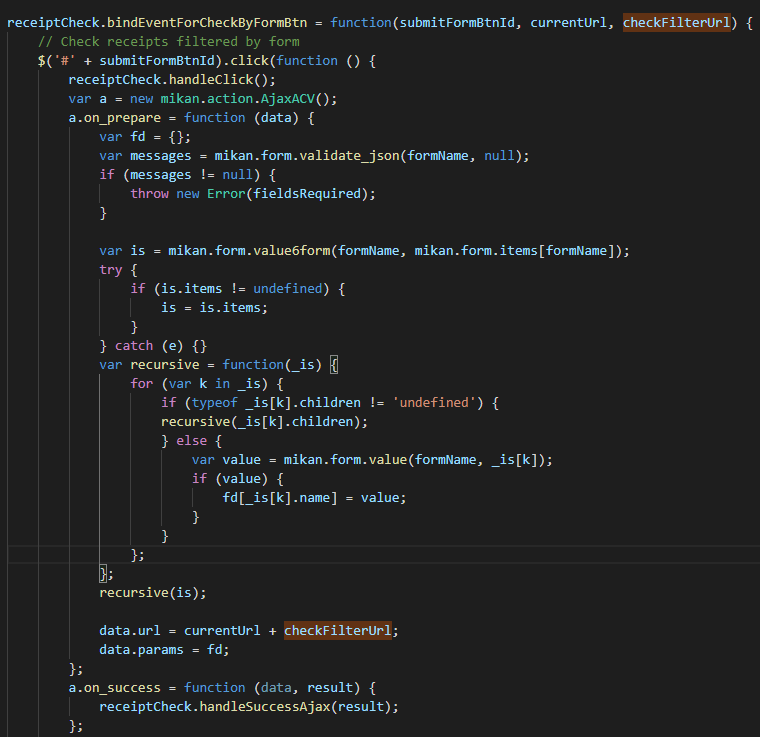 receiptCheck.bindEventForCheckByFormBtn = function(submitFormBtnId, currentUrl, checkFilterUrl) {
    // Check receipts filtered by form
    $('#' + submitFormBtnId).click(function () {
        receiptCheck.handleClick();
        var a = new mikan.action.AjaxACV();
        a.on_prepare = function (data) {
            var fd = {};
            var messages = mikan.form.validate_json(formName, null);
            if (messages != null) {
                throw new Error(fieldsRequired);
            }

            var is = mikan.form.value6form(formName, mikan.form.items[formName]);
            try {
                if (is.items != undefined) {
                    is = is.items;
                }
            } catch (e) {}
            var recursive = function(_is) {
                for (var k in _is) {
                    if (typeof _is[k].children != 'undefined') {
                    recursive(_is[k].children);
                    } else {
                        var value = mikan.form.value(formName, _is[k]);
                        if (value) {
                            fd[_is[k].name] = value;
                        }
                    }
                };
            };
            recursive(is);

            data.url = currentUrl + checkFilterUrl;
            data.params = fd;
        };
        a.on_success = function (data, result) {
            receiptCheck.handleSuccessAjax(result);
        };